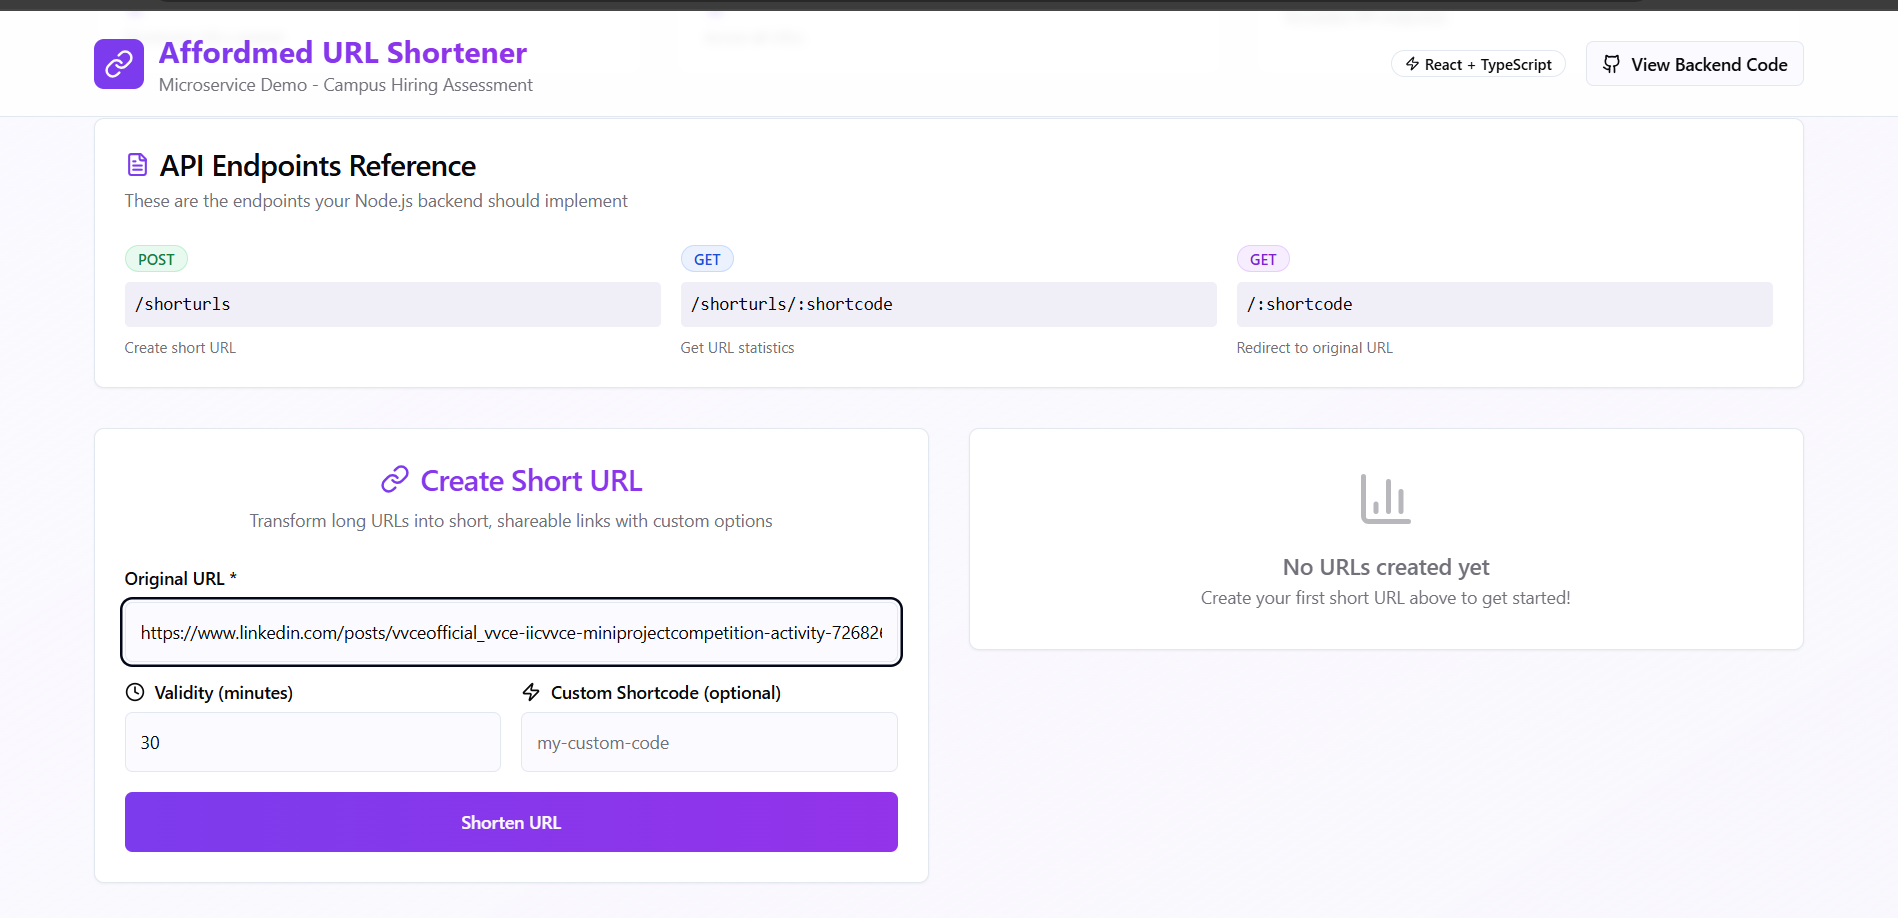 Affordmed URL Shortener
Microservice Demo - Campus Hiring Assessment
React + TypeScript
View Backend Code
API Endpoints Reference
These are the endpoints your Node.js backend should implement
POST
/shorturls
Create short URL
GET
/shorturls/:shortcode
Get URL statistics
GET
/:shortcode
Redirect to original URL
Create Short URL
Transform long URLs into short, shareable links with custom options
Original URL *
https://www.linkedin.com/posts/vvceofficial_vvce-iicvvce-miniprojectcompetition-activity-72682
Validity (minutes)
30
Custom Shortcode (optional)
my-custom-code
Shorten URL
No URLs created yet
Create your first short URL above to get started!